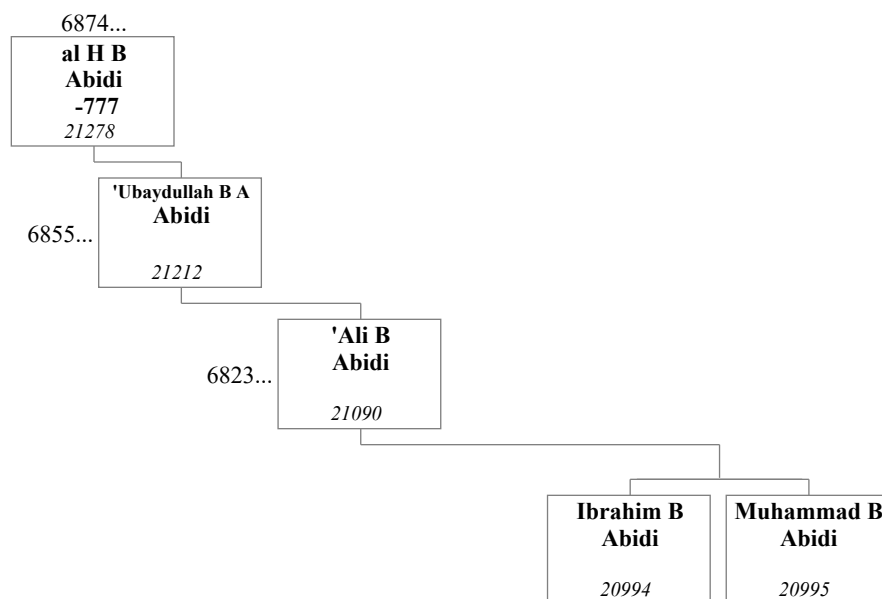 6874...
al H B
Abidi
-777
21278
'Ubaydullah B A
Abidi
6855...
21212
'Ali B
Abidi
6823...
21090
Ibrahim B
Abidi
20994
Muhammad B
Abidi
20995